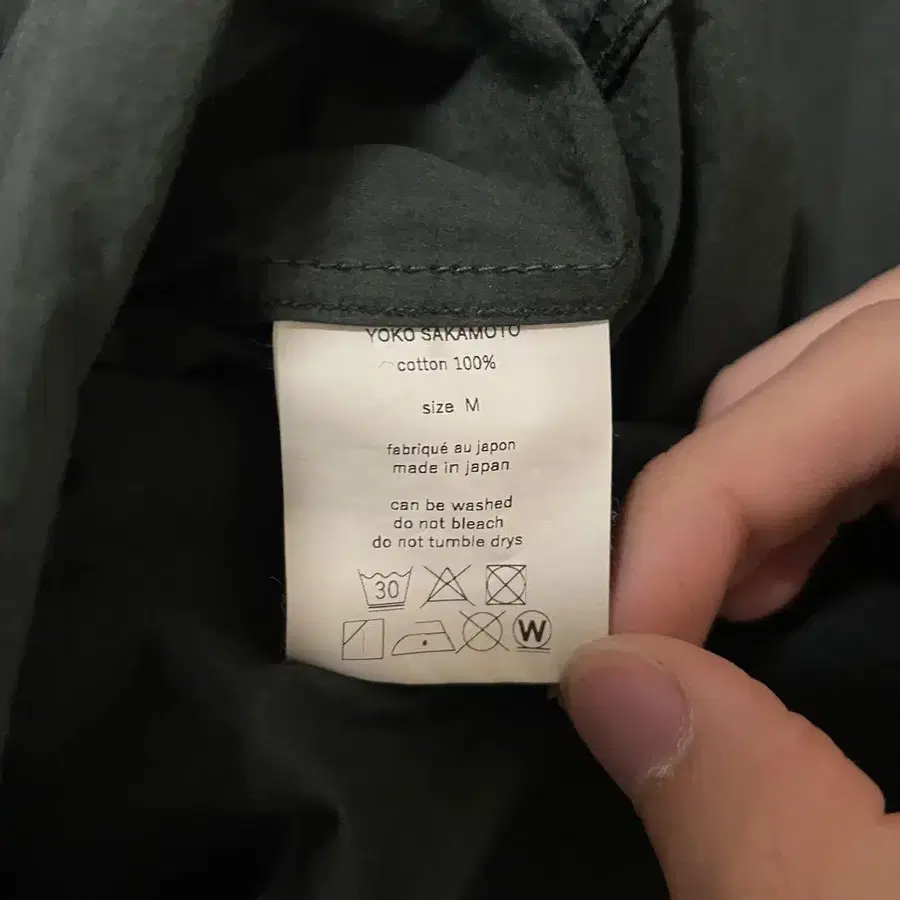 YOKO SAKAMOTO
cotton 100%
size M
fabriqué au japon
made in japan
can be washed
do not bleach
do not tumble drys
30
W